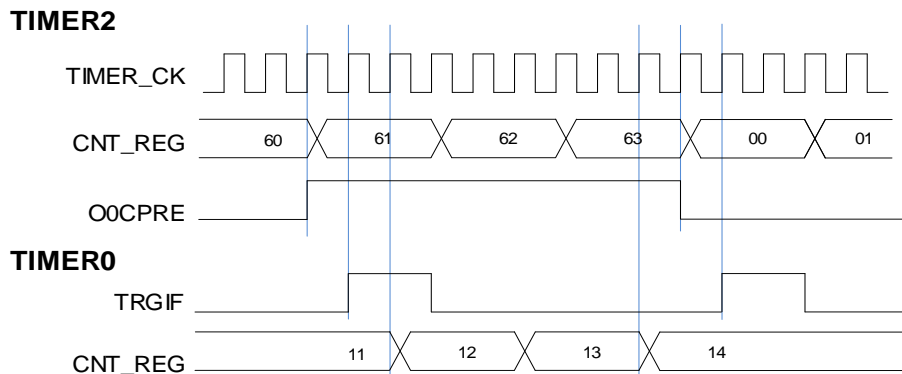 TIMER2
TIMER_CK
CNT_REG 60 61 62 63 00 01
O0CPRE
TIMER0
TRGIF
CNT_REG 11 12 13 14